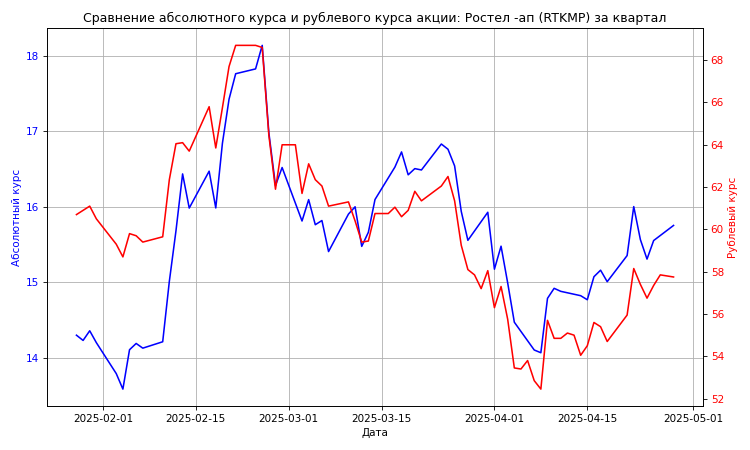 Сравнение абсолютного курса и рублевого курса акции: Ростел -ап (RTKMP) за квартал
18
17
16
15
14
Абсолютный курс
68
66
64
62
60
58
56
54
52
Рублевый курс
2025-02-01 2025-02-15 2025-03-01 2025-03-15 2025-04-01 2025-04-15 2025-05-01
Дата